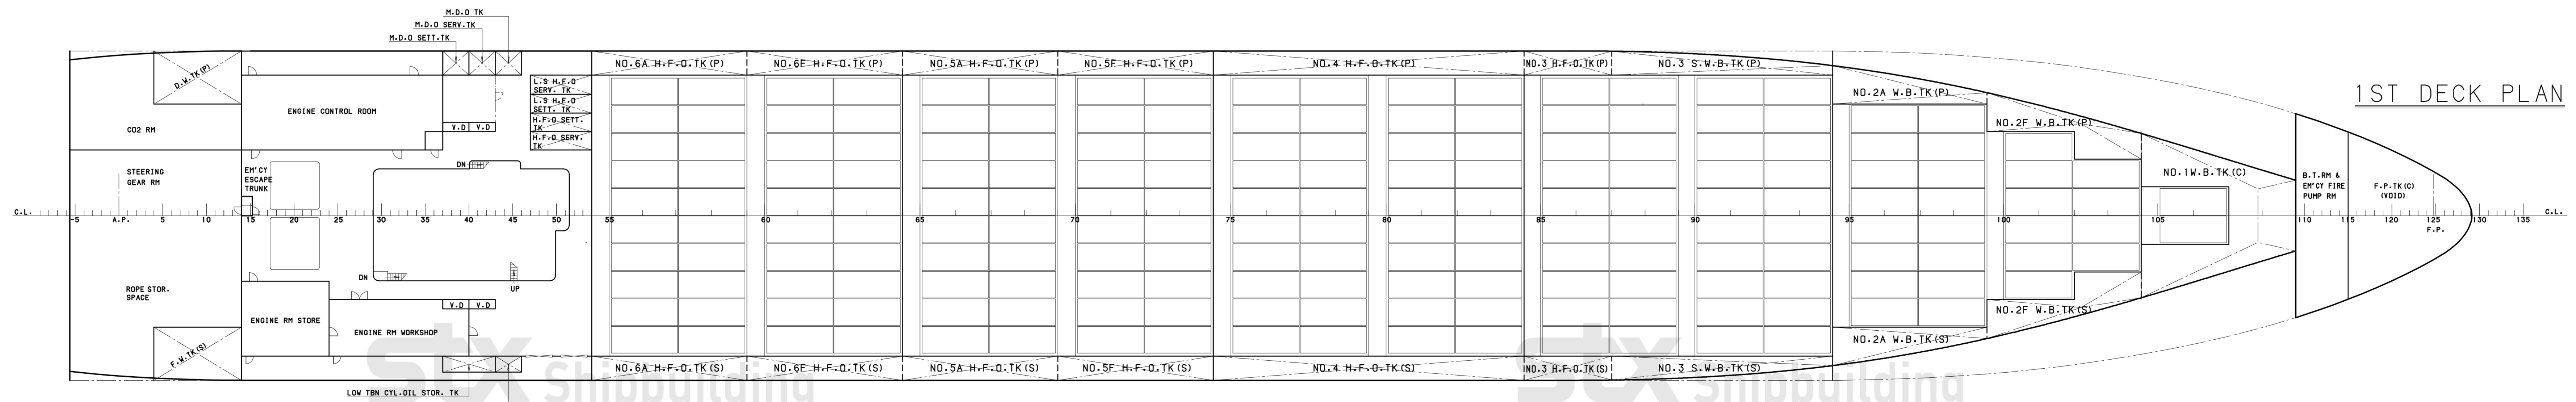 M.D.O TK
M.D.O SERV.TK
M.D.O SETT.TK
1ST DECK PLAN
D.W.TK(P)
NO.6A H.F.O.TK(P)
NO.6F H.F.O.TK(P)
NO.5A H.F.O.TK(P)
NO.5F H.F.O.TK(P)
NO.4 H.F.O.TK(P)
NO.3 H.F.O.TK(P)
NO.3 S.W.B.TK(P)
NO.2A W.B.TK(P)
NO.2F W.B.TK(P)
NO.1W.B.TK(C)
L.S H.F.O
SERV. TK
L.S H.F.O
SETT. TK
H.F.O SETT.
TK
H.F.O SERV.
TK
ENGINE CONTROL ROOM
CO2 RM
V.D
V.D
STEERING
GEAR RM
EM'CY
ESCAPE
TRUNK
DN
B.T.RM &
EM'CY FIRE
PUMP RM
F.P.TK(C)
(VOID)
C.L.
-5
A.P.
5
10
15
20
25
30
35
40
45
50
55
60
65
70
75
80
85
90
95
100
105
110
115
120
125
130
135
C.L.
F.P.
DN
UP
ROPE STOR.
SPACE
V.D
V.D
ENGINE RM STORE
ENGINE RM WORKSHOP
F.W.TK(S)
NO.6A H.F.O.TK(S)
NO.6F H.F.O.TK(S)
NO.5A H.F.O.TK(S)
NO.5F H.F.O.TK(S)
NO.4 H.F.O.TK(S)
NO.3 H.F.O.TK(S)
NO.3 S.W.B.TK(S)
NO.2A W.B.TK(S)
NO.2F W.B.TK(S)
LOW TBN CYL.OIL STOR. TK
stx Shipbuilding
stx Shipbuilding